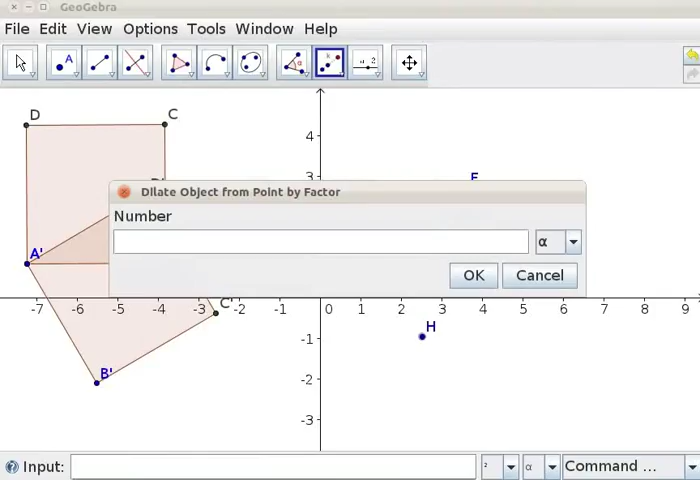 GeoGebra
File Edit View Options Tools Window Help
A α a=2
D C
4
3 E
Dilate Object from Point by Factor
Number
α
A'
OK Cancel
-7 -6 -5 -4 -3 -2 -1 0 1 2 3 4 5 6 7 8 9
C'
H
-1
B'
-2
-3
Input: 2 α Command ...